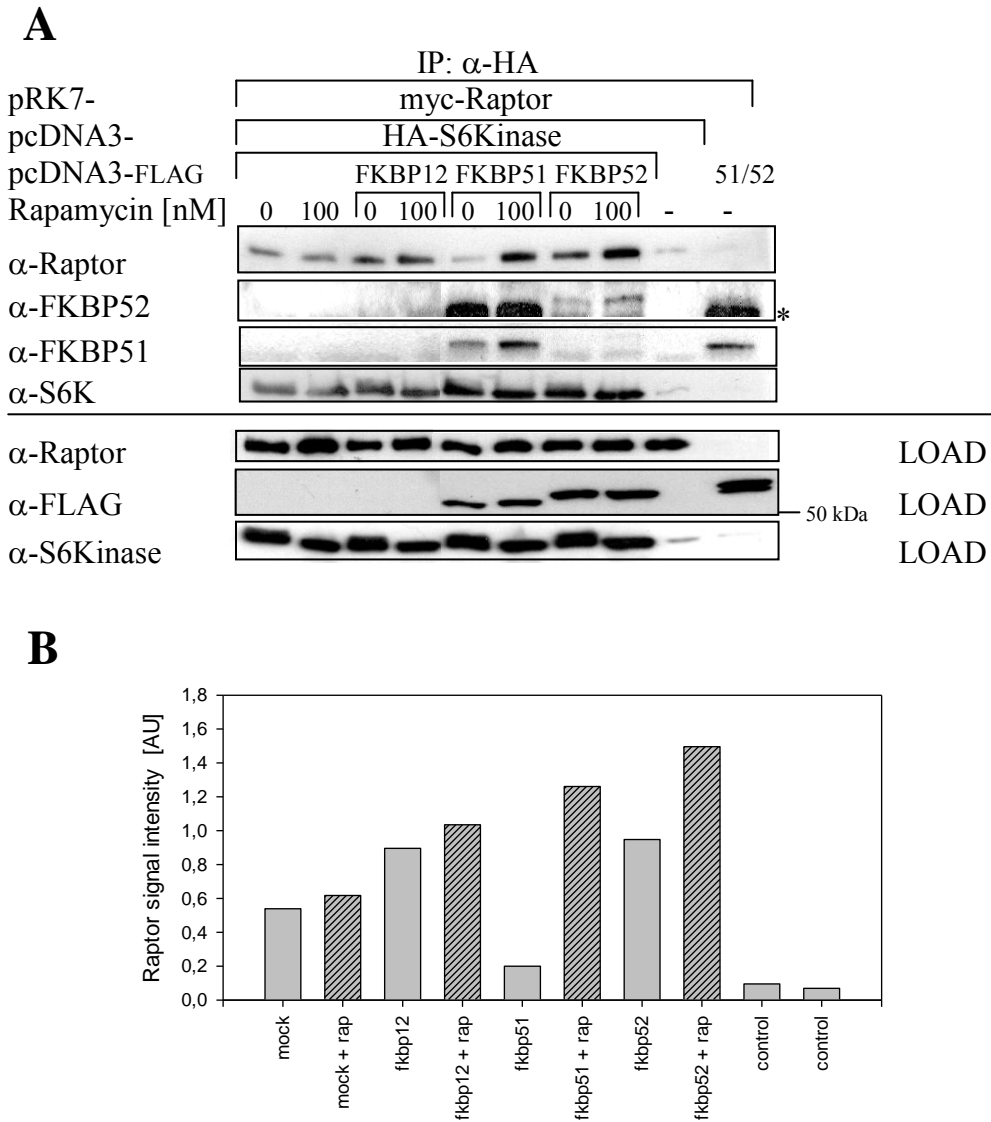 A
IP: α-HA
pRK7- myc-Raptor
pcDNA3- HA-S6Kinase
pcDNA3-FLAG FKBP12 FKBP51 FKBP52 51/52
Rapamycin [nM] 0 100 0 100 0 100 0 100 - -
α-Raptor
α-FKBP52 *
α-FKBP51
α-S6K
α-Raptor LOAD
α-FLAG 50 kDa LOAD
α-S6Kinase LOAD
B
Raptor signal intensity [AU]
1,8
1,6
1,4
1,2
1,0
0,8
0,6
0,4
0,2
0,0
mock
mock + rap
fkbp12
fkbp12 + rap
fkbp51
fkbp51 + rap
fkbp52
fkbp52 + rap
control
control